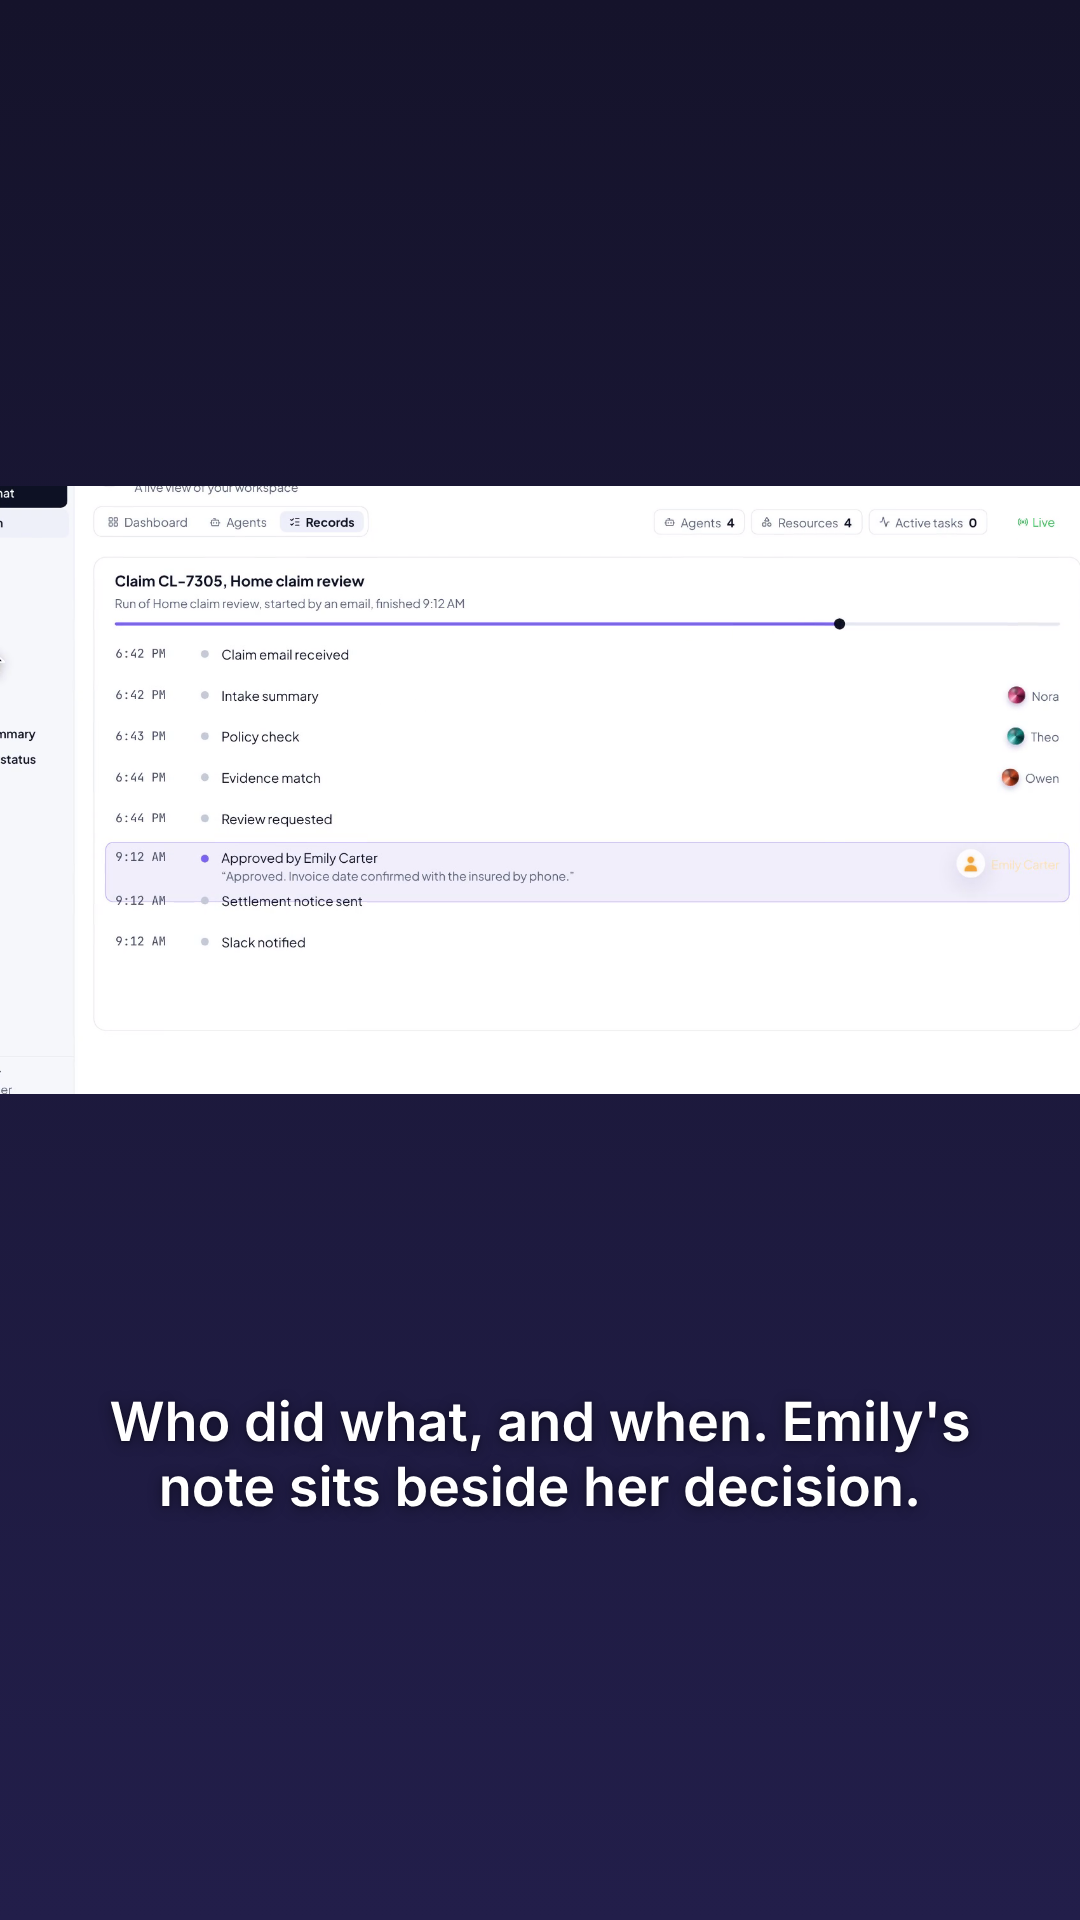 hat
A live view of your workspace
Dashboard Agents Records
Agents 4 Resources 4 Active tasks 0 Live
Claim CL-7305, Home claim review
Run of Home claim review, started by an email, finished 9:12 AM
6:42 PM Claim email received
6:42 PM Intake summary Nora
6:43 PM Policy check Theo
mmary
status
6:44 PM Evidence match Owen
6:44 PM Review requested
9:12 AM Approved by Emily Carter Emily Carter
“Approved. Invoice date confirmed with the insured by phone.”
9:12 AM Settlement notice sent
9:12 AM Slack notified
er
Who did what, and when. Emily's
note sits beside her decision.